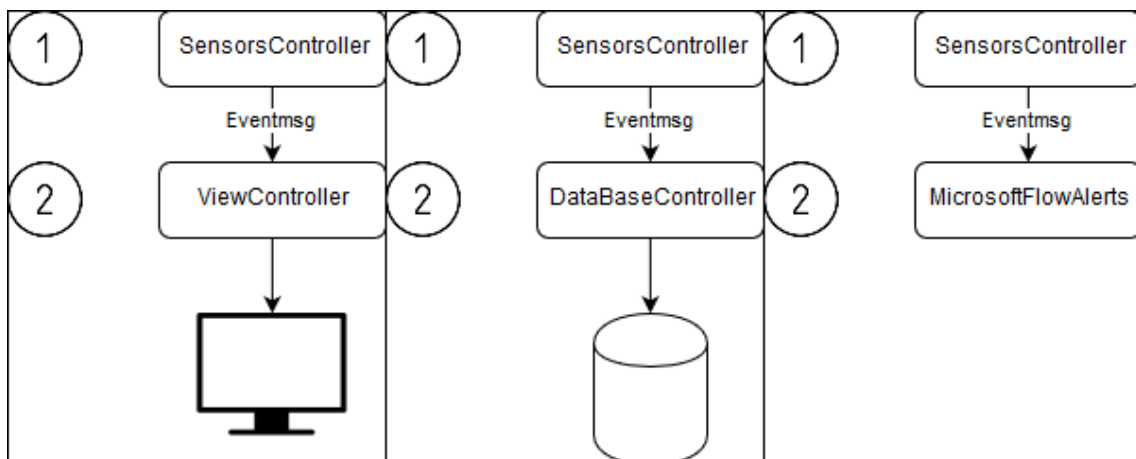 1
SensorsController
1
SensorsController
1
SensorsController
Eventmsg
Eventmsg
Eventmsg
2
ViewController
2
DataBaseController
2
MicrosoftFlowAlerts